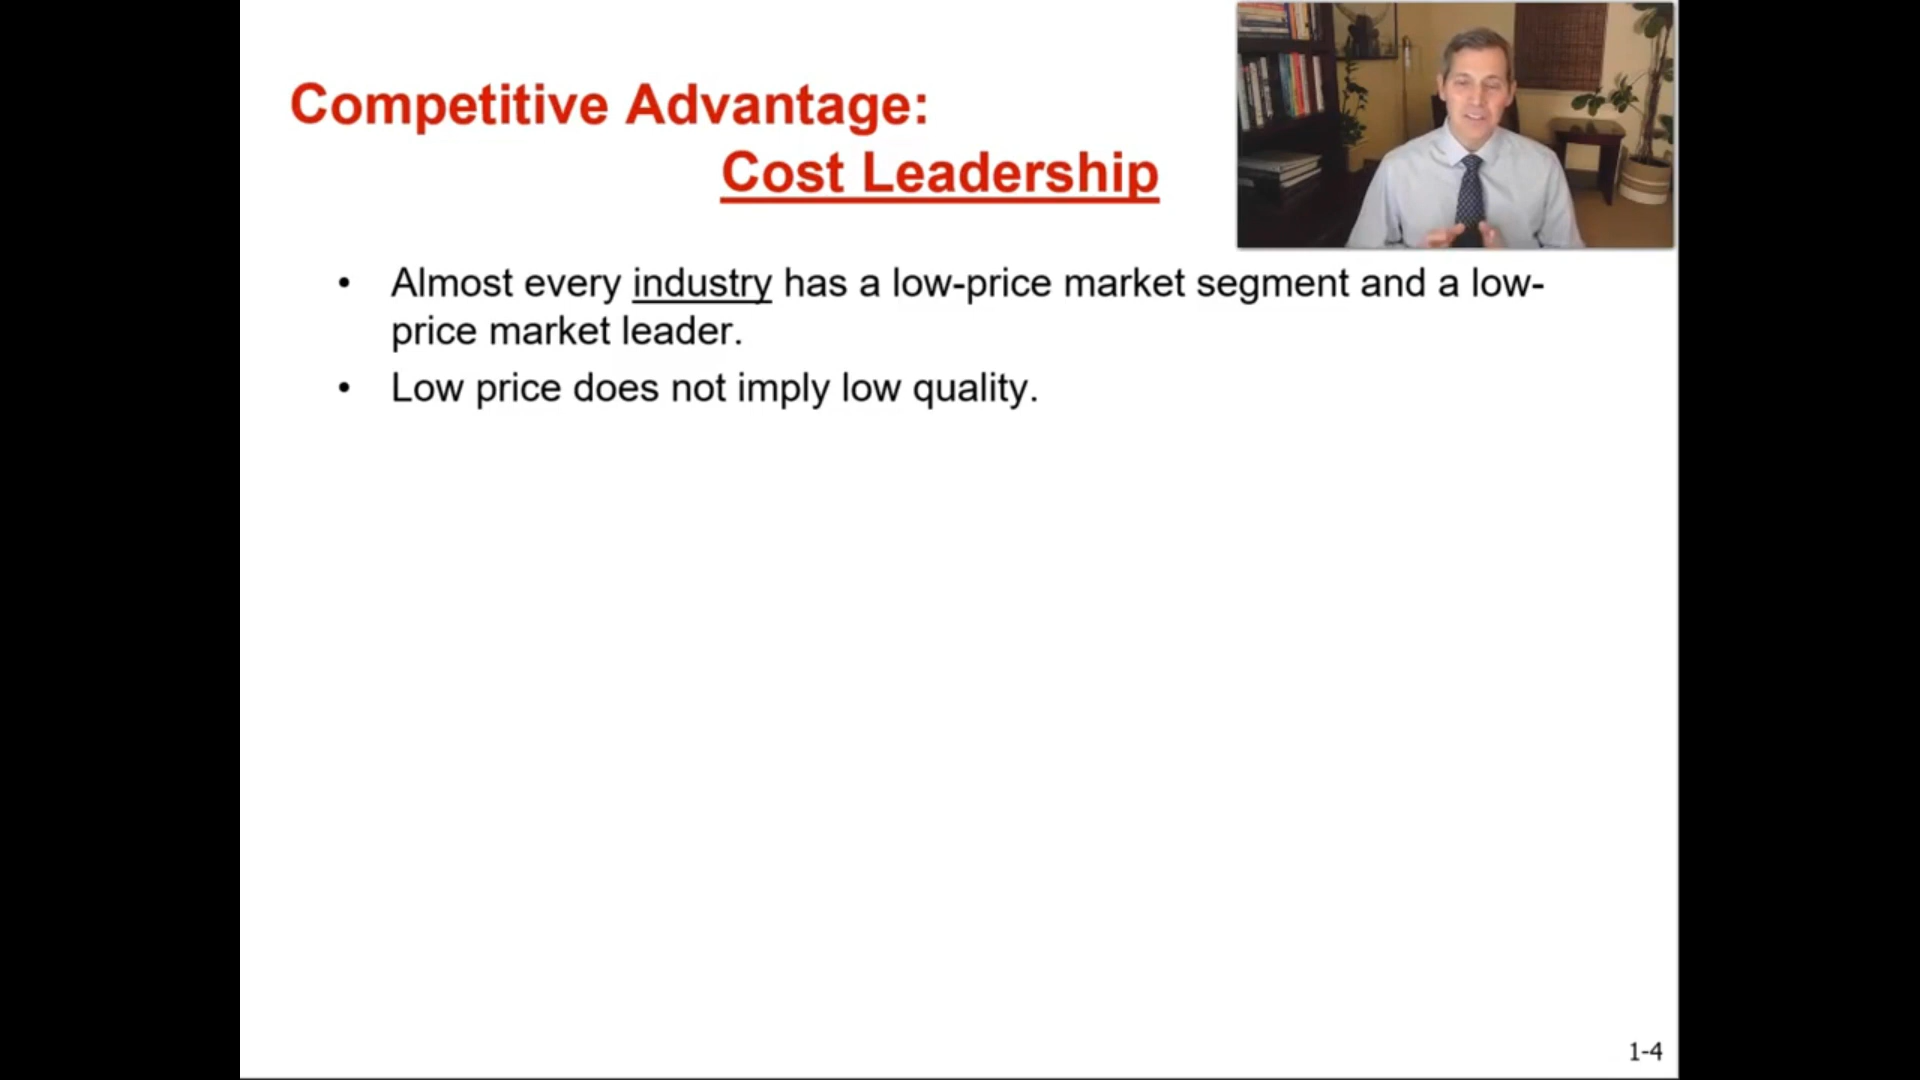 Competitive Advantage:
Cost Leadership
• Almost every industry has a low-price market segment and a low-
price market leader.
• Low price does not imply low quality.
1-4